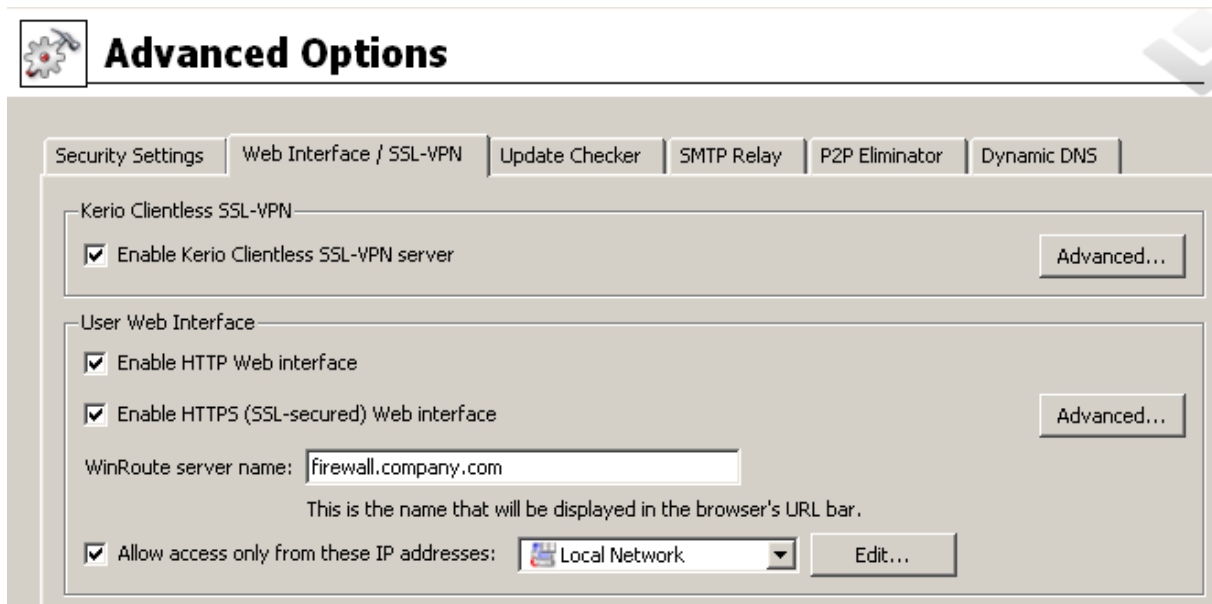 Advanced Options
Security Settings Web Interface / SSL-VPN Update Checker SMTP Relay P2P Eliminator Dynamic DNS
Kerio Clientless SSL-VPN
Enable Kerio Clientless SSL-VPN server Advanced...
User Web Interface
Enable HTTP Web interface
Enable HTTPS (SSL-secured) Web interface Advanced...
WinRoute server name: firewall.company.com
This is the name that will be displayed in the browser's URL bar.
Allow access only from these IP addresses: Local Network Edit...